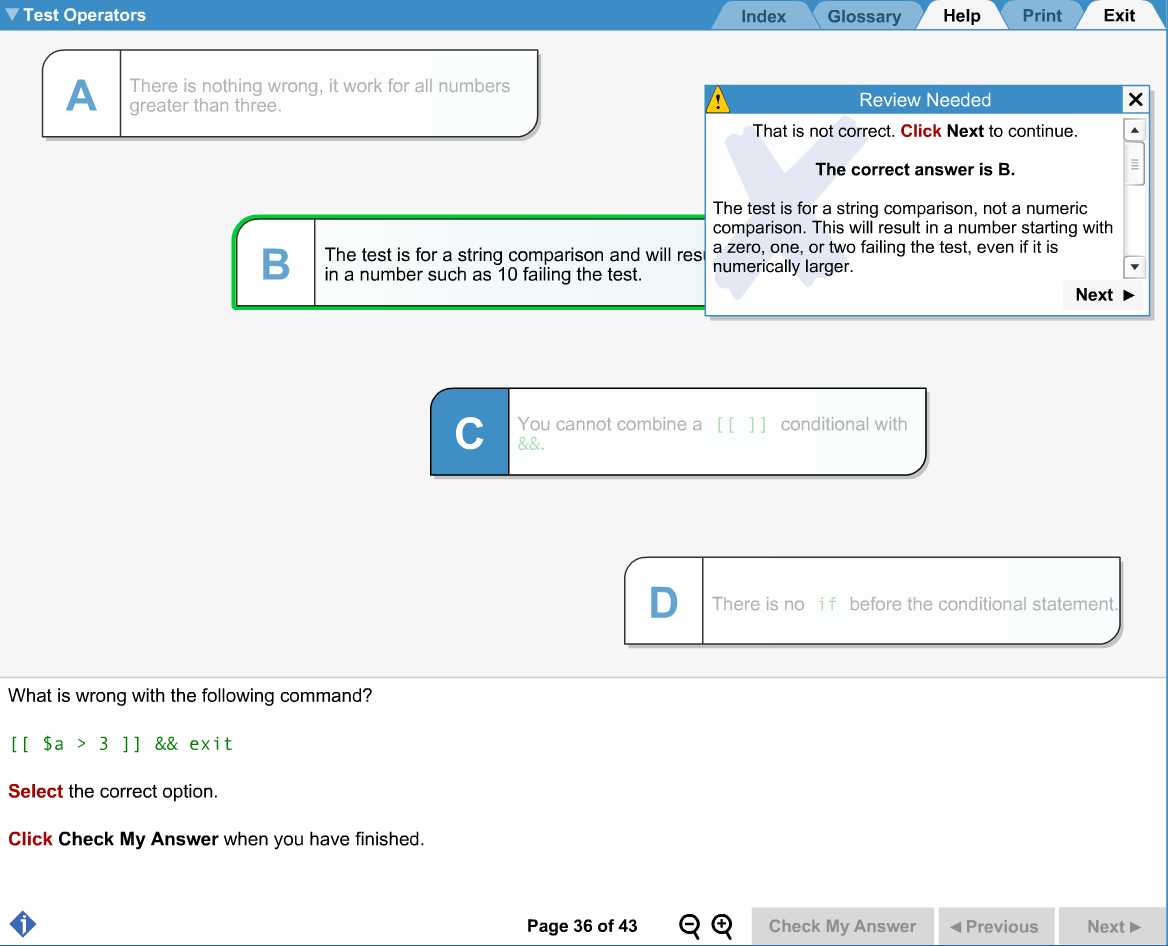 Test Operators
Index
Glossary
Help
Print
Exit
A
There is nothing wrong, it work for all numbers
greater than three.
Review Needed
That is not correct. Click Next to continue.
The correct answer is B.
The test is for a string comparison, not a numeric
comparison. This will result in a number starting with
a zero, one, or two failing the test, even if it is
numerically larger.
Next
B
The test is for a string comparison and will
in a number such as 10 failing the test.
C
You cannot combine a [[ ]] conditional with
&&.
D
There is no if before the conditional statement.
What is wrong with the following command?
[[ $a > 3 ]] && exit
Select the correct option.
Click Check My Answer when you have finished.
Page 36 of 43
Check My Answer
Previous
Next